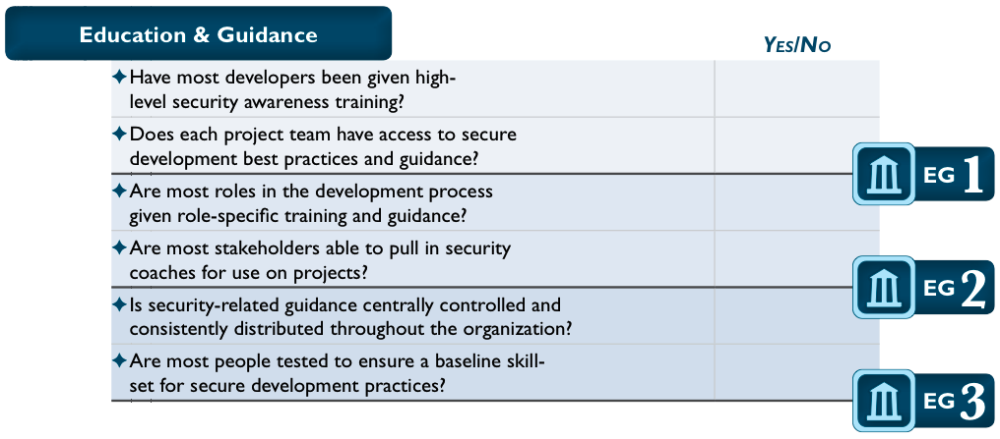 Education & Guidance
Yes/No
✦Have most developers been given high-
level security awareness training?
✦Does each project team have access to secure
development best practices and guidance?
EG 1
✦Are most roles in the development process
given role-specific training and guidance?
✦Are most stakeholders able to pull in security
coaches for use on projects?
EG 2
✦Is security-related guidance centrally controlled and
consistently distributed throughout the organization?
✦Are most people tested to ensure a baseline skill-
set for secure development practices?
EG 3